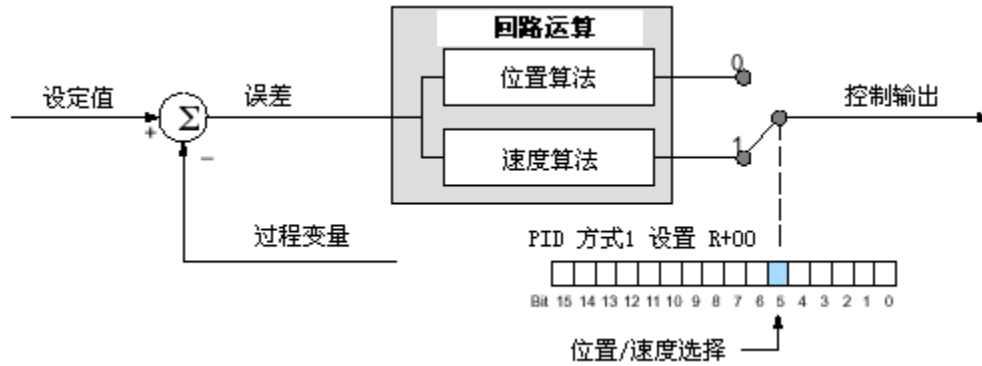 回路运算
位置算法
0
设定值
误差
控制输出
+
Σ
1
速度算法
−
过程变量
PID 方式1 设置 R+00
Bit 15 14 13 12 11 10 9 8 7 6 5 4 3 2 1 0
位置/速度选择